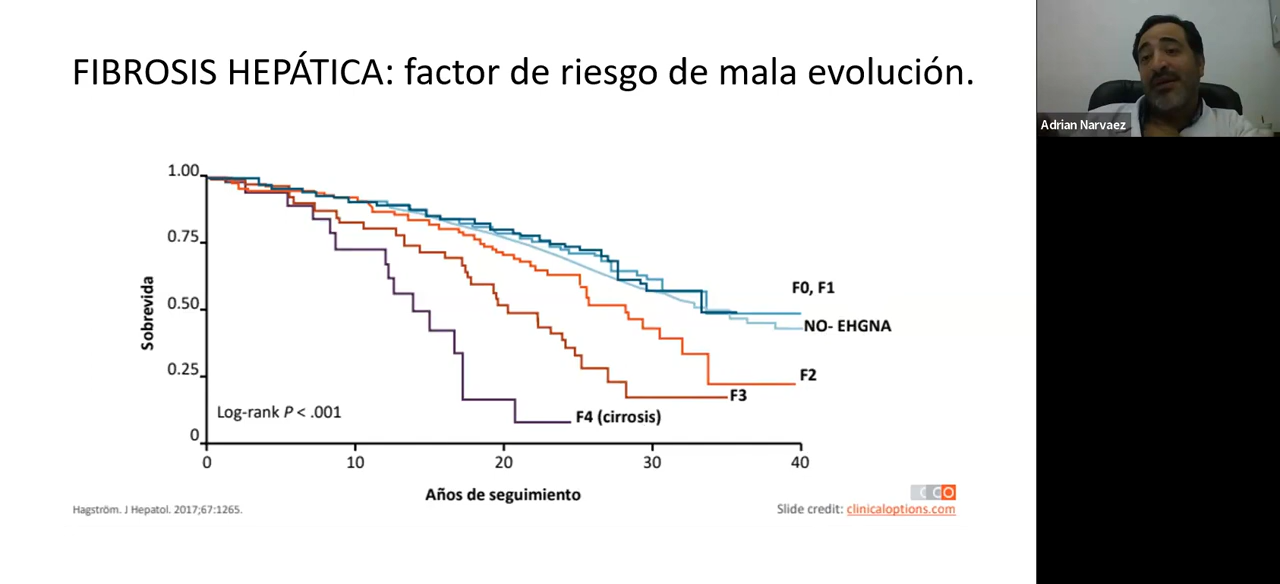 FIBROSIS HEPÁTICA: factor de riesgo de mala evolución.
Adrian Narvaez
1.00
0.75
0.50
0.25
0
Sobrevida
F0, F1
NO- EHGNA
F2
F3
F4 (cirrosis)
Log-rank P < .001
0 10 20 30 40
Años de seguimiento
CCO
Hagström. J Hepatol. 2017;67:1265.
Slide credit: clinicaloptions.com